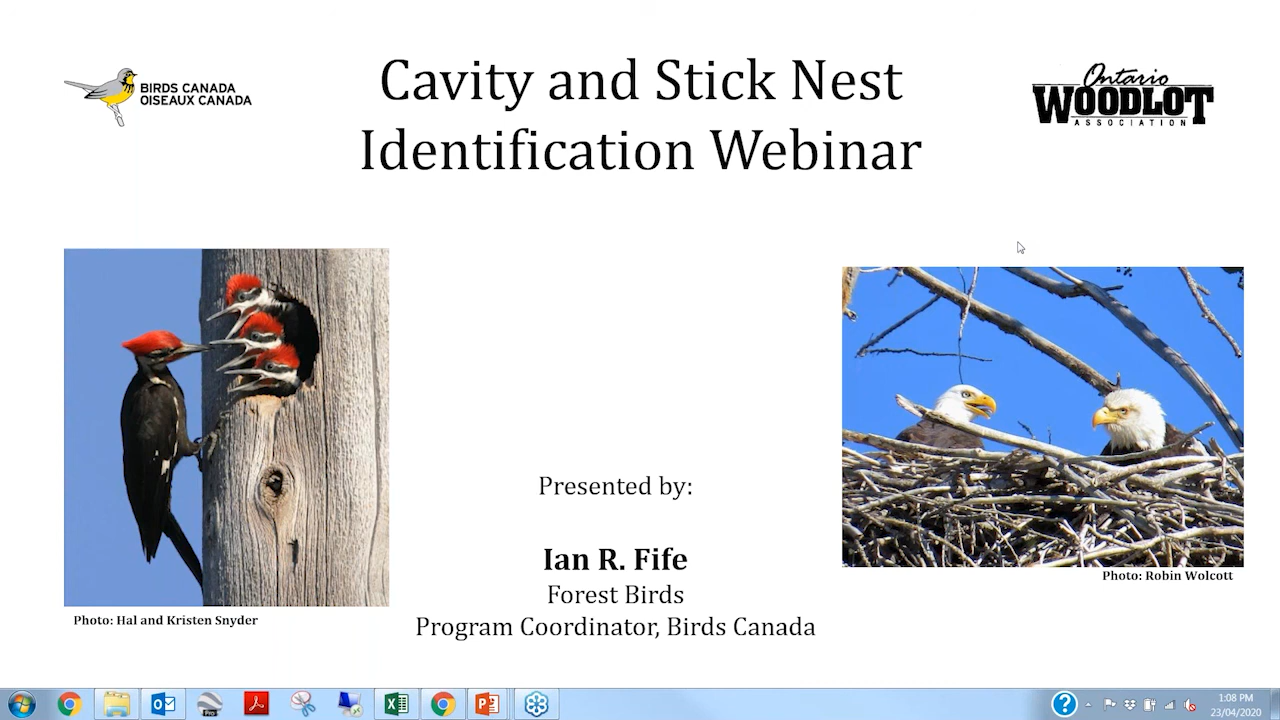 BIRDS CANADA
OISEAUX CANADA
Cavity and Stick Nest
Identification Webinar
Ontario
WOODLOT
ASSOCIATION
Photo: Hal and Kristen Snyder
Photo: Robin Wolcott
Presented by:
Ian R. Fife
Forest Birds
Program Coordinator, Birds Canada
Pro
1:08 PM
23/04/2020